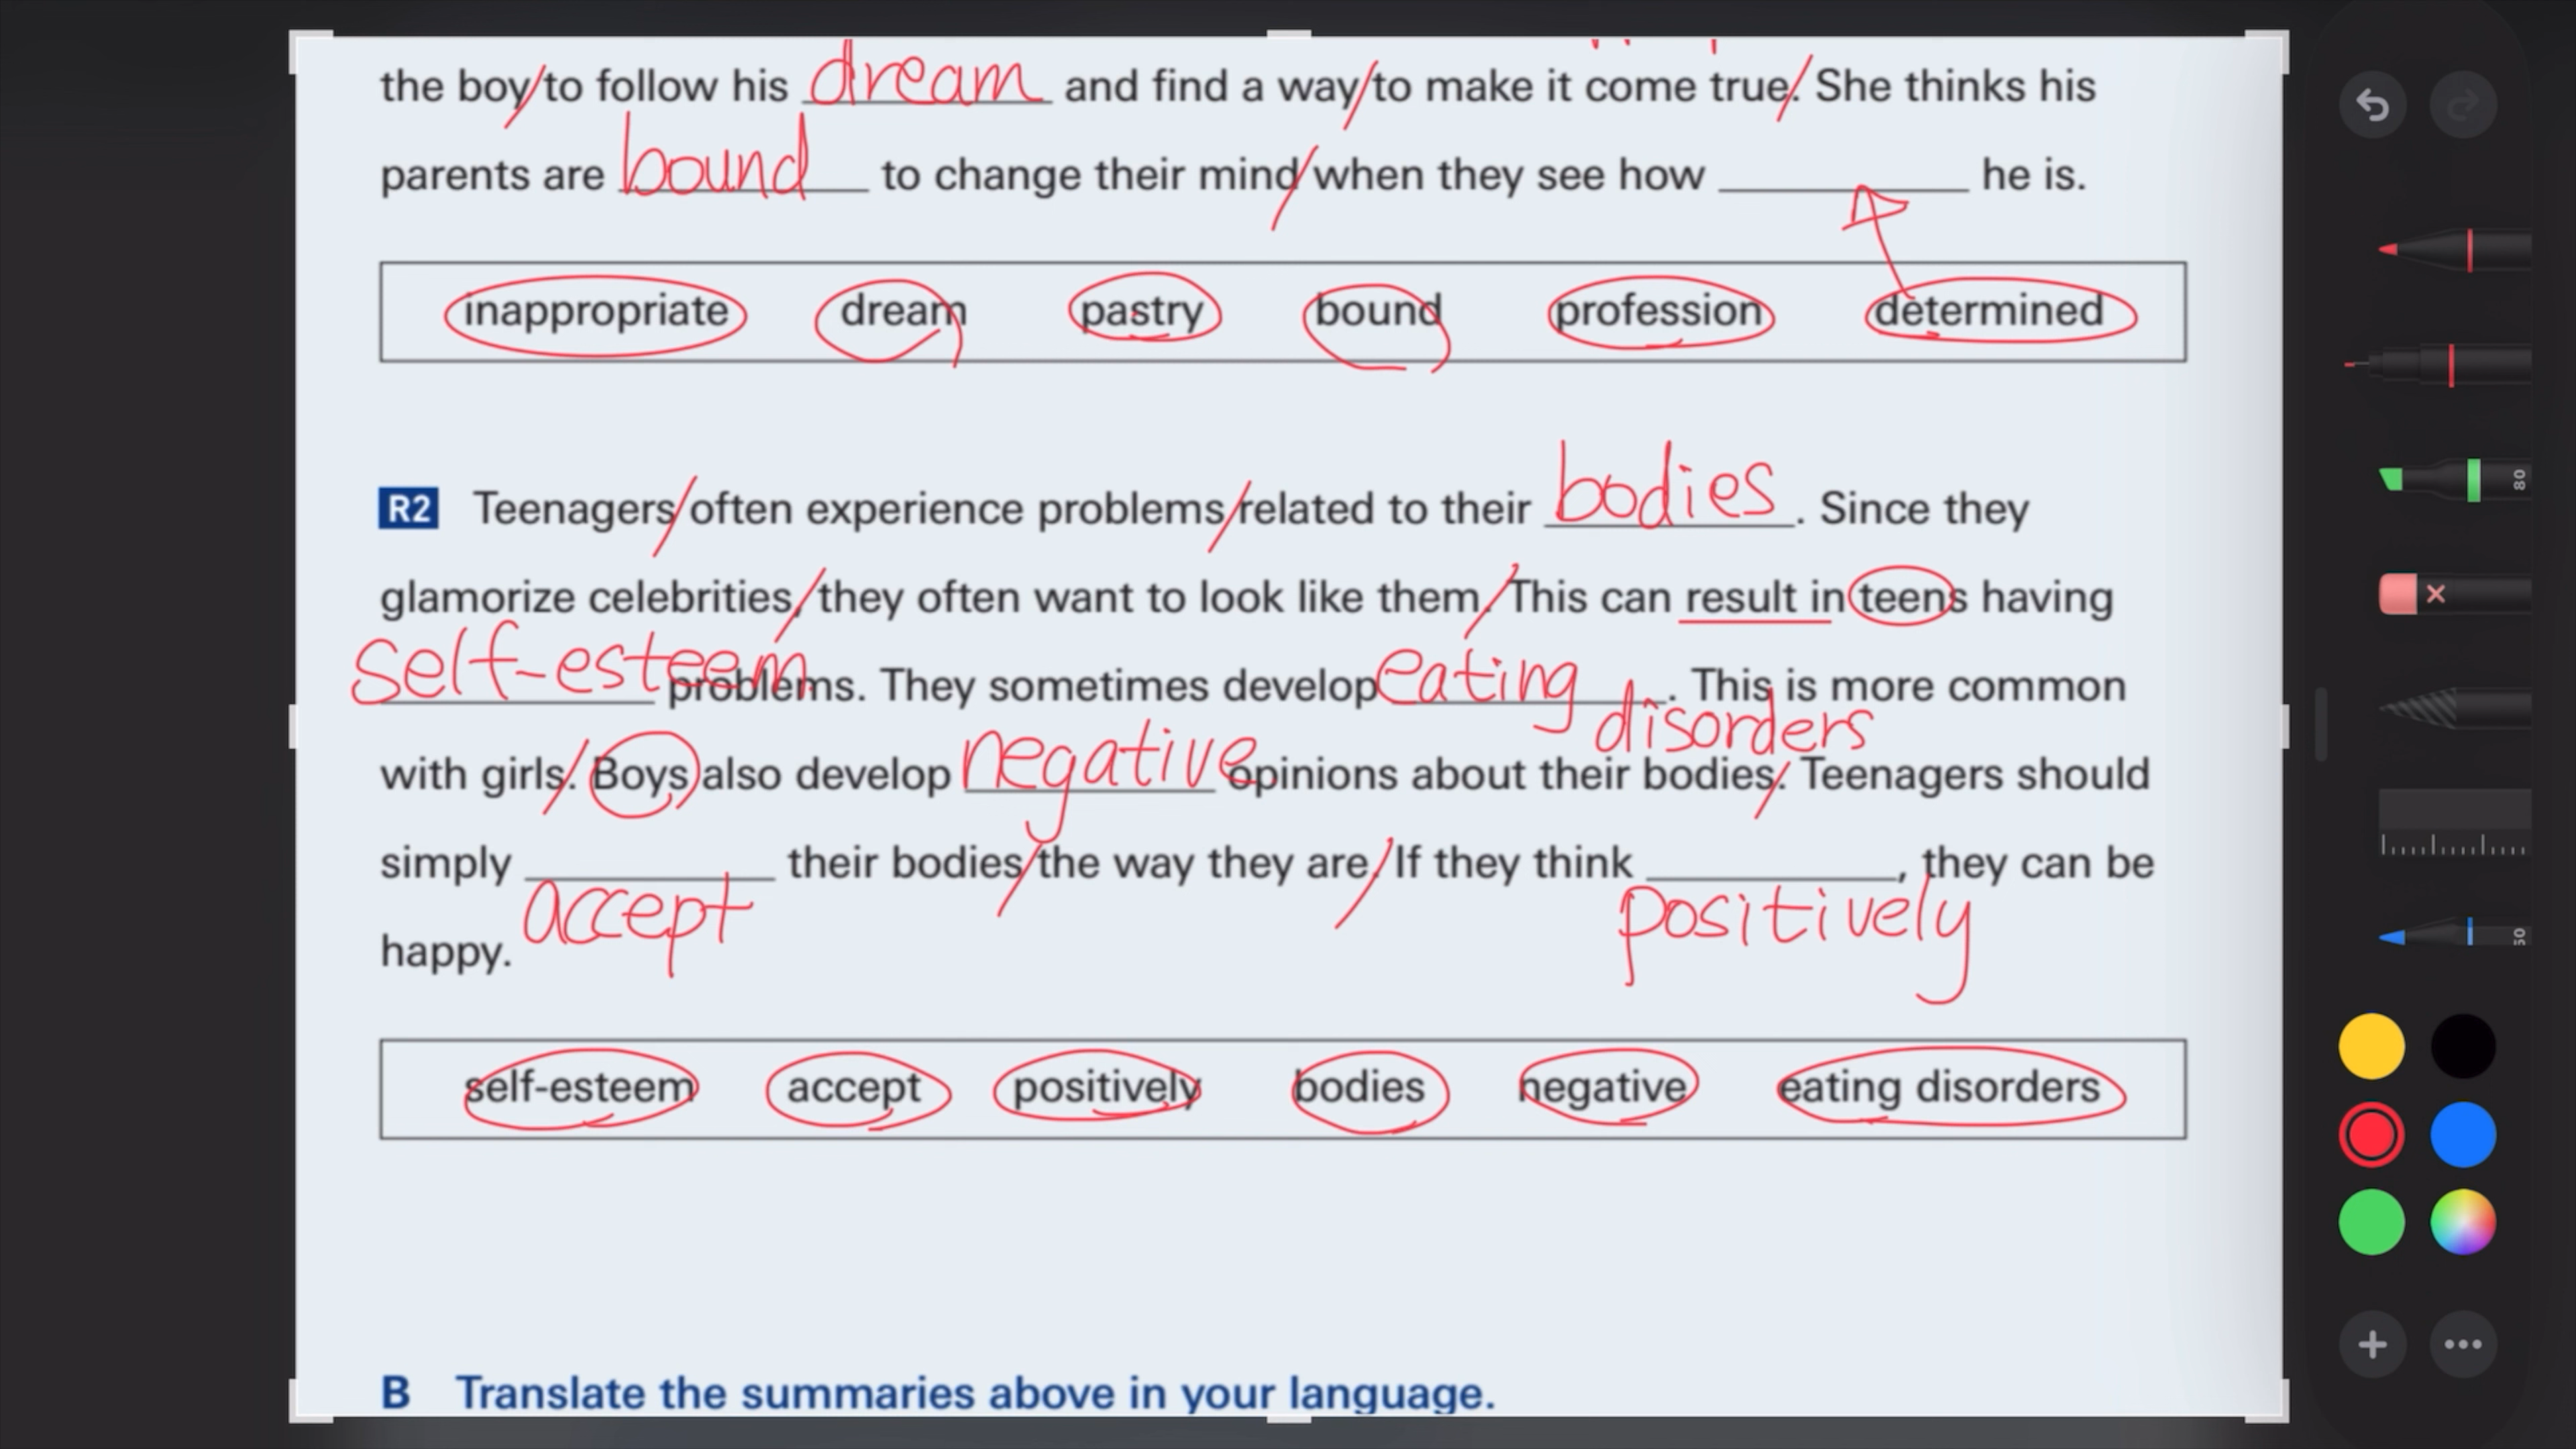 the boy to follow his dream and find a way to make it come true. She thinks his
parents are bound to change their mind when they see how ____ he is.
inappropriate dream pastry bound profession determined
R2 Teenagers often experience problems related to their bodies. Since they
glamorize celebrities, they often want to look like them. This can result in teens having
self-esteem problems. They sometimes develop eating disorders. This is more common
with girls. Boys also develop negative opinions about their bodies. Teenagers should
simply accept their bodies the way they are. If they think positively, they can be
happy.
self-esteem accept positively bodies negative eating disorders
B Translate the summaries above in your language.
80
50